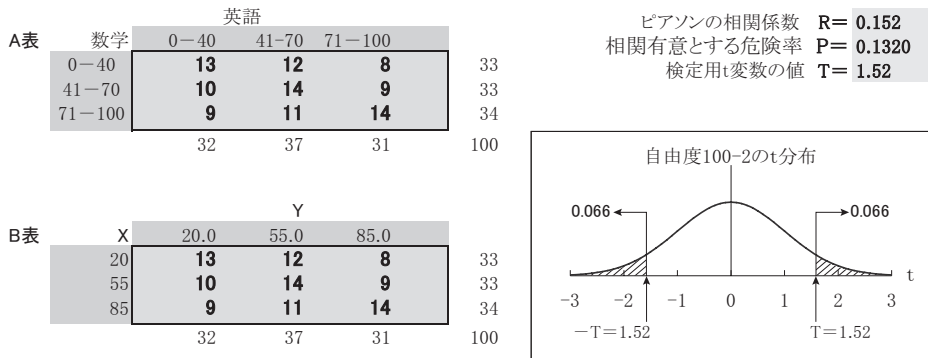 英語
A表 数学 0－40 41-70 71－100
0－40 13 12 8 33
41－70 10 14 9 33
71－100 9 11 14 34
32 37 31 100
Y
B表 X 20.0 55.0 85.0
20 13 12 8 33
55 10 14 9 33
85 9 11 14 34
32 37 31 100
ピアソンの相関係数 R＝ 0.152
相関有意とする危険率 P＝ 0.1320
検定用t変数の値 T＝ 1.52
自由度100-2のt分布
0.066 0.066
t
-3 -2 -1 0 1 2 3
－T＝1.52 T＝1.52